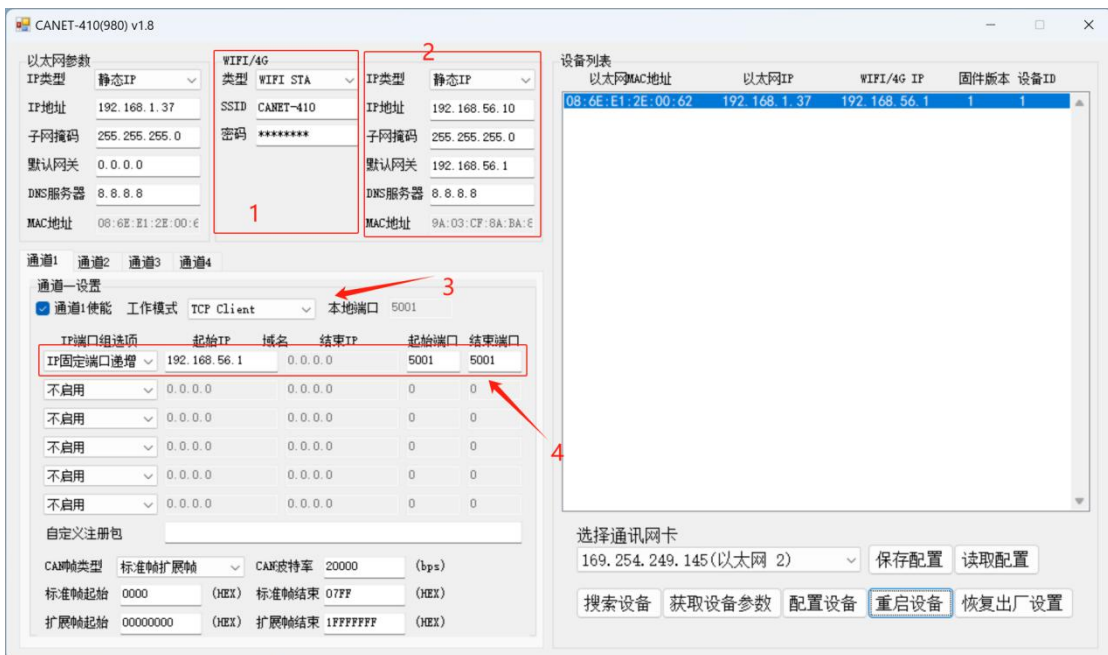 CANET-410(980) v1.8
以太网参数
IP类型 静态IP
IP地址 192.168.1.37
子网掩码 255.255.255.0
默认网关 0.0.0.0
DNS服务器 8.8.8.8
MAC地址 08:6E:E1:2E:00:6
WIFI/4G
类型 WIFI STA
SSID CANET-410
密码 ********
1
2
IP类型 静态IP
IP地址 192.168.56.10
子网掩码 255.255.255.0
默认网关 192.168.56.1
DNS服务器 8.8.8.8
MAC地址 9A:03:CF:8A:BA:8
通道1 通道2 通道3 通道4
通道一设置
通道1使能 工作模式 TCP Client 本地端口 5001
3
IP端口组选项 起始IP 域名 结束IP 起始端口 结束端口
IP固定端口递增 192.168.56.1 0.0.0.0 5001 5001
不启用 0.0.0.0 0.0.0.0 0 0
不启用 0.0.0.0 0.0.0.0 0 0
不启用 0.0.0.0 0.0.0.0 0 0
不启用 0.0.0.0 0.0.0.0 0 0
不启用 0.0.0.0 0.0.0.0 0 0
4
自定义注册包
CAN帧类型 标准帧扩展帧 CAN波特率 20000 (bps)
标准帧起始 0000 (HEX) 标准帧结束 07FF (HEX)
扩展帧起始 00000000 (HEX) 扩展帧结束 1FFFFFFF (HEX)
设备列表
以太网MAC地址 以太网IP WIFI/4G IP 固件版本 设备ID
08:6E:E1:2E:00:62 192.168.1.37 192.168.56.1 1 1
选择通讯网卡
169.254.249.145(以太网 2) 保存配置 读取配置
搜索设备 获取设备参数 配置设备 重启设备 恢复出厂设置